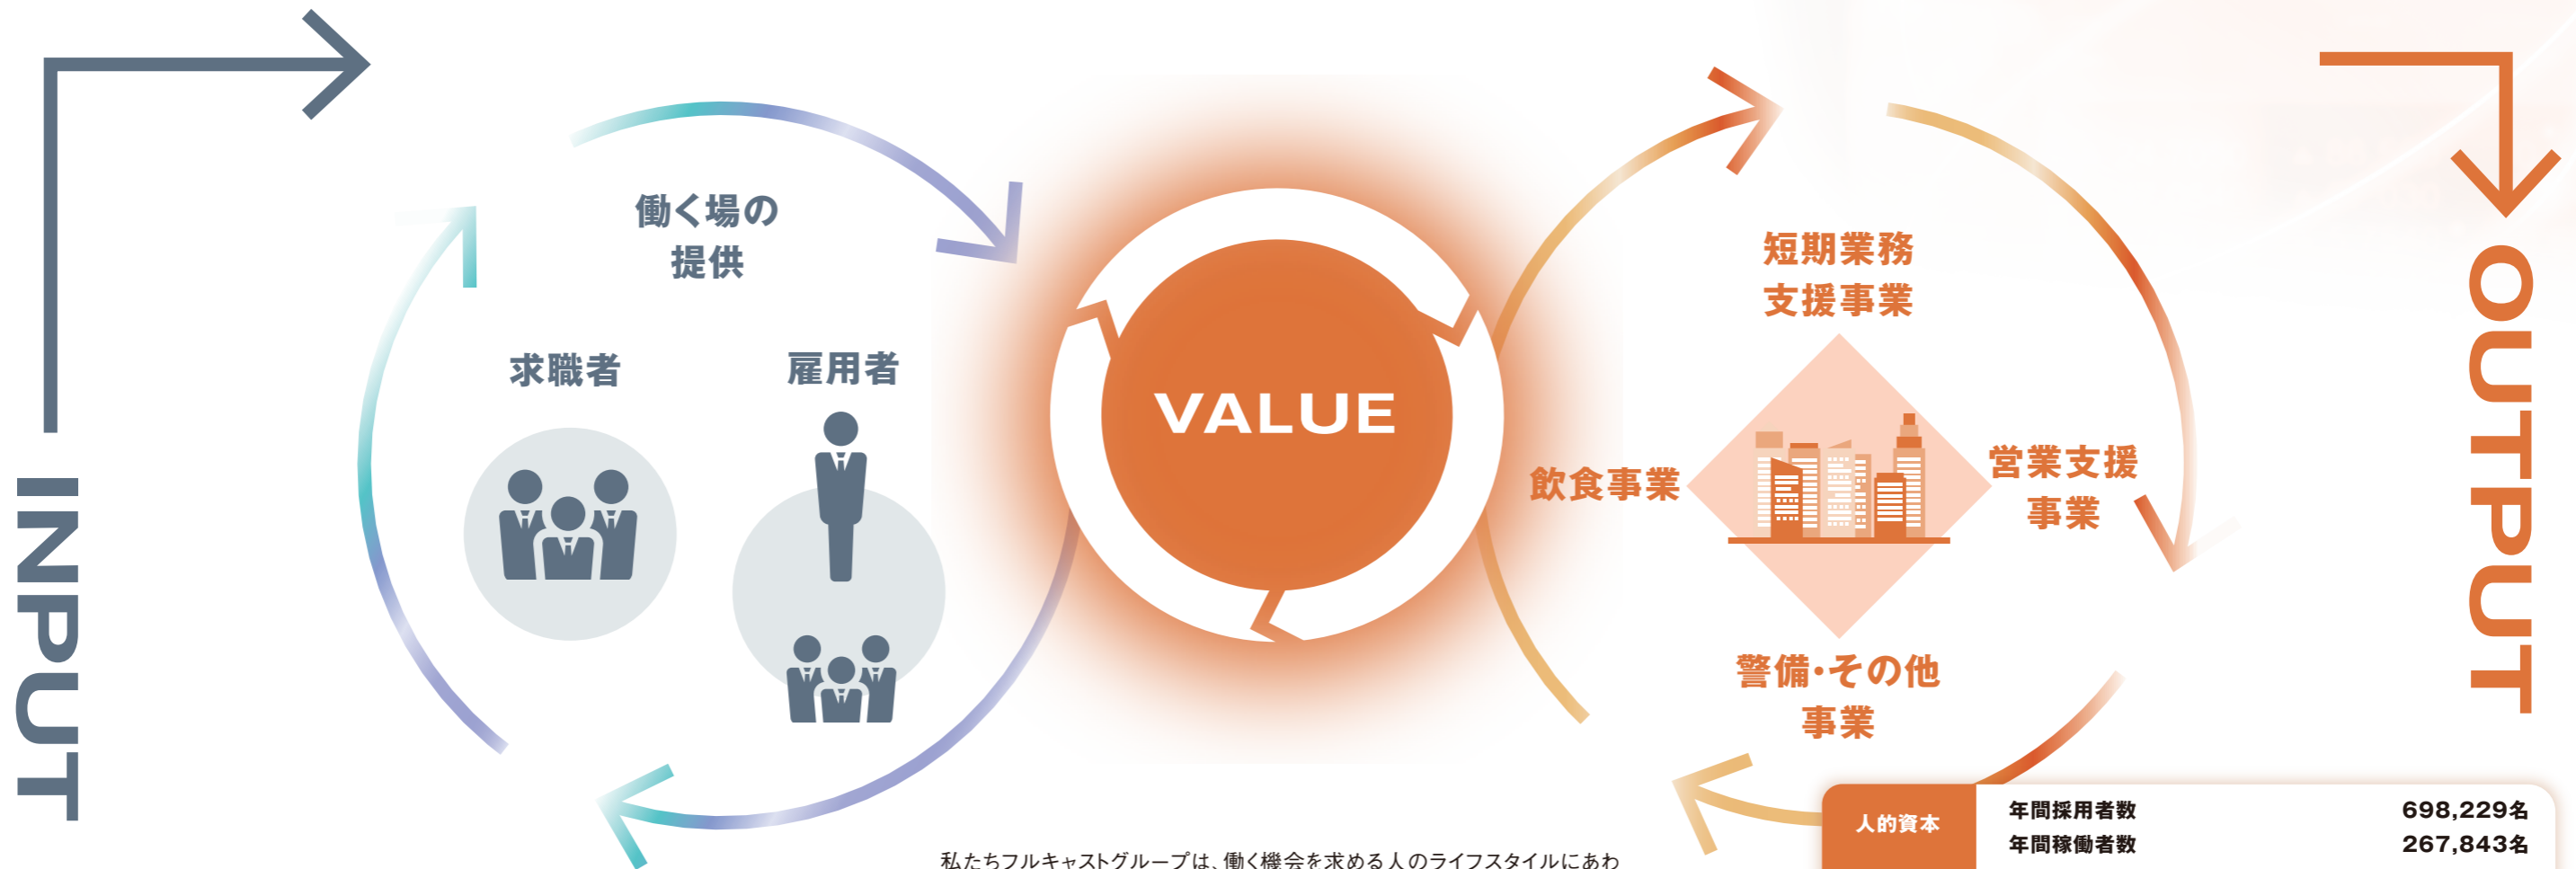 INPUT
働く場の
提供
求職者
雇用者
VALUE
短期業務
支援事業
飲食事業
営業支援
事業
警備・その他
事業
OUTPUT
人的資本
年間採用者数 698,229名
年間稼働者数 267,843名
私たちフルキャストグループは、働く機会を求める人のライフスタイルにあわ